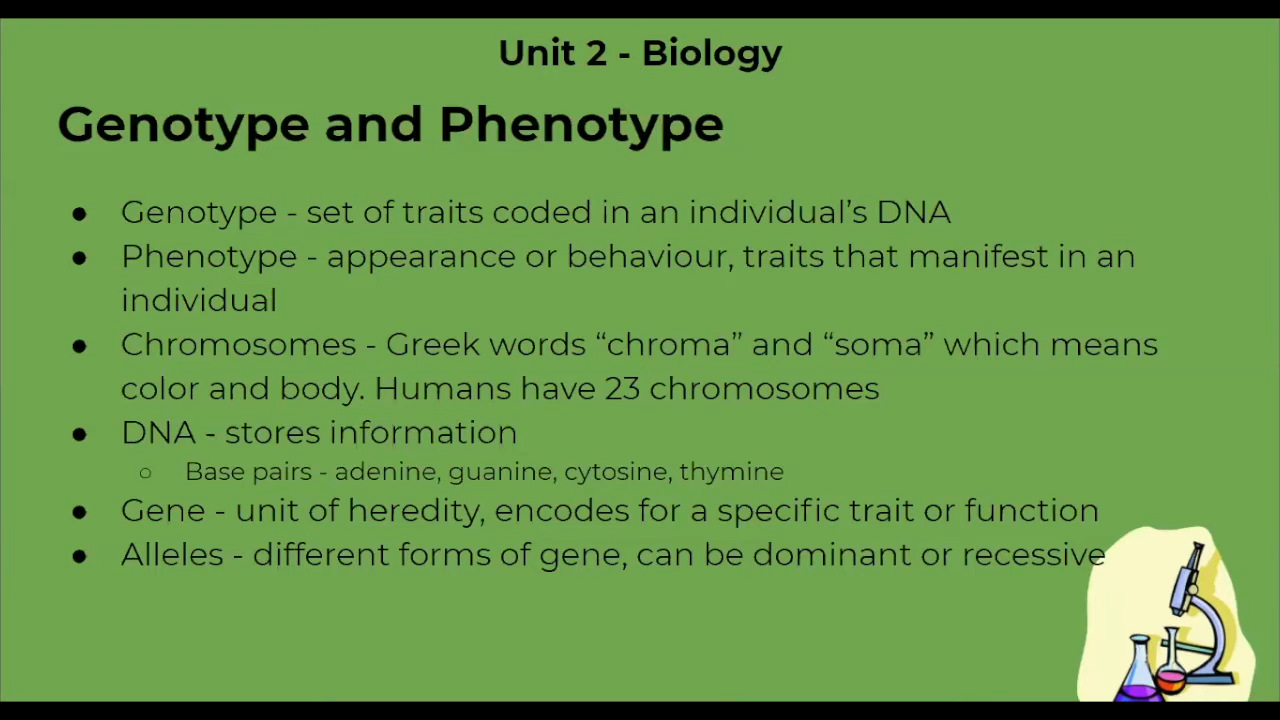 Unit 2 - Biology
Genotype and Phenotype
● Genotype - set of traits coded in an individual’s DNA
● Phenotype - appearance or behaviour, traits that manifest in an
individual
● Chromosomes - Greek words “chroma” and “soma” which means
color and body. Humans have 23 chromosomes
● DNA - stores information
○ Base pairs - adenine, guanine, cytosine, thymine
● Gene - unit of heredity, encodes for a specific trait or function
● Alleles - different forms of gene, can be dominant or recessive